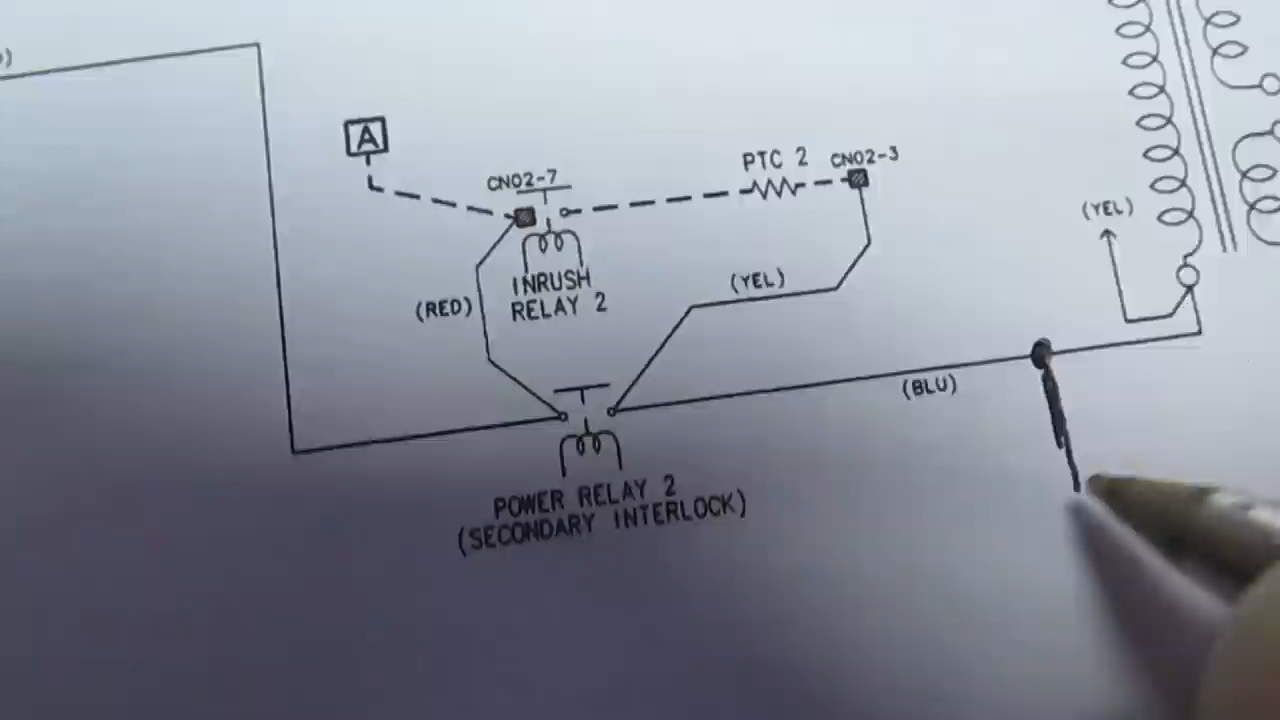 A
CN02-7
PTC 2
CN02-3
(YEL)
INRUSH
RELAY 2
(RED)
(YEL)
(BLU)
POWER RELAY 2
(SECONDARY INTERLOCK)